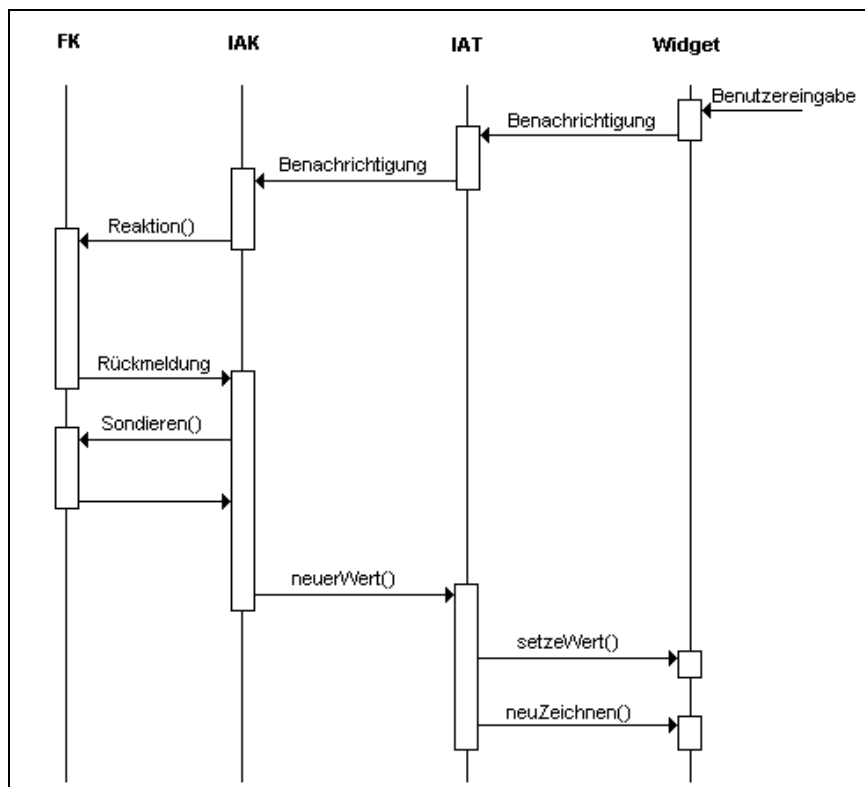 FK IAK IAT Widget
Benutzereingabe
Benachrichtigung
Benachrichtigung
Reaktion()
Rückmeldung
Sondieren()
neuerWert()
setzeWert()
neuZeichnen()